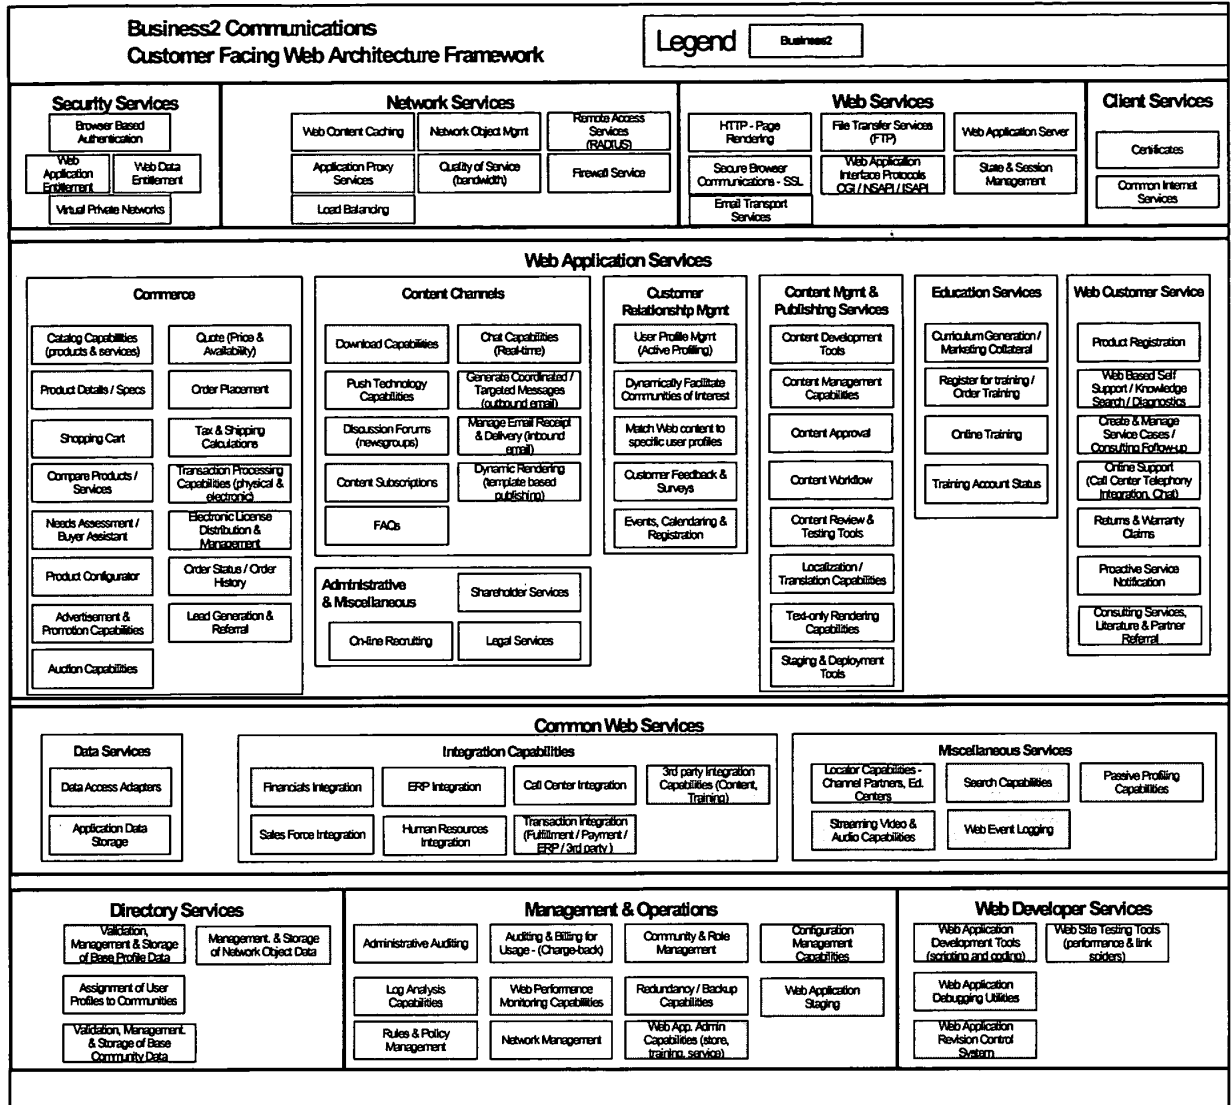 Business2 Communications
Customer Facing Web Architecture Framework
Legend
Business2
Security Services
Browser Based
Authentication
Web
Application
Entitlement
Web Data
Entitlement
Virtual Private Networks
Network Services
Web Content Caching
Network Object Mgmt
Remote Access
Services
(RADIUS)
Application Proxy
Services
Quality of Service
(bandwidth)
Firewall Service
Load Balancing
Web Services
HTTP - Page
Rendering
File Transfer Services
(FTP)
Web Application Server
Secure Browser
Communications - SSL
Web Application
Interface Protocols
CGI / NSAPI / ISAPI
State & Session
Management
Email Transport
Services
Client Services
Certificates
Common Internet
Services
Web Application Services
Commerce
Catalog Capabilities
(products & services)
Quote (Price &
Availability)
Product Details / Specs
Order Placement
Shopping Cart
Tax & Shipping
Calculations
Compare Products /
Services
Transaction Processing
Capabilities (physical &
electronic)
Needs Assessment /
Buyer Assistant
Electronic License
Distribution &
Management
Product Configurator
Order Status / Order
History
Advertisement &
Promotion Capabilities
Lead Generation &
Referral
Auction Capabilities
Content Channels
Download Capabilities
Chat Capabilities
(Real-time)
Push Technology
Capabilities
Generate Coordinated /
Targeted Messages
(outbound email)
Discussion Forums
(newsgroups)
Manage Email Receipt
& Delivery (inbound
email)
Content Subscriptions
Dynamic Rendering
(template based
publishing)
FAQs
Administrative
& Miscellaneous
Shareholder Services
On-line Recruiting
Legal Services
Customer
Relationship Mgmt
User Profile Mgmt
(Active Profiling)
Dynamically Facilitate
Communities of Interest
Match Web content to
specific user profiles
Customer Feedback &
Surveys
Events, Calendaring &
Registration
Content Mgmt &
Publishing Services
Content Development
Tools
Content Management
Capabilities
Content Approval
Content Workflow
Content Review &
Testing Tools
Localization /
Translation Capabilities
Text-only Rendering
Capabilities
Staging & Deployment
Tools
Education Services
Curriculum Generation /
Marketing Collateral
Register for training /
Order Training
Online Training
Training Account Status
Web Customer Service
Product Registration
Web Based Self
Support / Knowledge
Search / Diagnostics
Create & Manage
Service Cases /
Consulting Follow-up
Online Support
(Call Center Telephony
Integration, Chat)
Returns & Warranty
Claims
Proactive Service
Notification
Consulting Services,
Literature & Partner
Referral
Common Web Services
Data Services
Data Access Adapters
Application Data
Storage
Integration Capabilities
Financials Integration
ERP Integration
Call Center Integration
3rd party Integration
Capabilities (Content,
Training)
Sales Force Integration
Human Resources
Integration
Transaction Integration
(Fulfillment / Payment /
ERP / 3rd party )
Miscellaneous Services
Locator Capabilities -
Channel Partners, Ed.
Centers
Search Capabilities
Passive Profiling
Capabilities
Streaming Video &
Audio Capabilities
Web Event Logging
Directory Services
Validation,
Management & Storage
of Base Profile Data
Management. & Storage
of Network Object Data
Assignment of User
Profiles to Communities
Validation, Management.
& Storage of Base
Community Data
Management & Operations
Administrative Auditing
Auditing & Billing for
Usage - (Charge-back)
Community & Role
Management
Configuration
Management
Capabilities
Log Analysis
Capabilities
Web Performance
Monitoring Capabilities
Redundancy / Backup
Capabilities
Web Application
Staging
Rules & Policy
Management
Network Management
Web App. Admin
Capabilities (store,
training, service)
Web Developer Services
Web Application
Development Tools
(scripting and coding)
Web Site Testing Tools
(performance & link
spiders)
Web Application
Debugging Utilities
Web Application
Revision Control
System